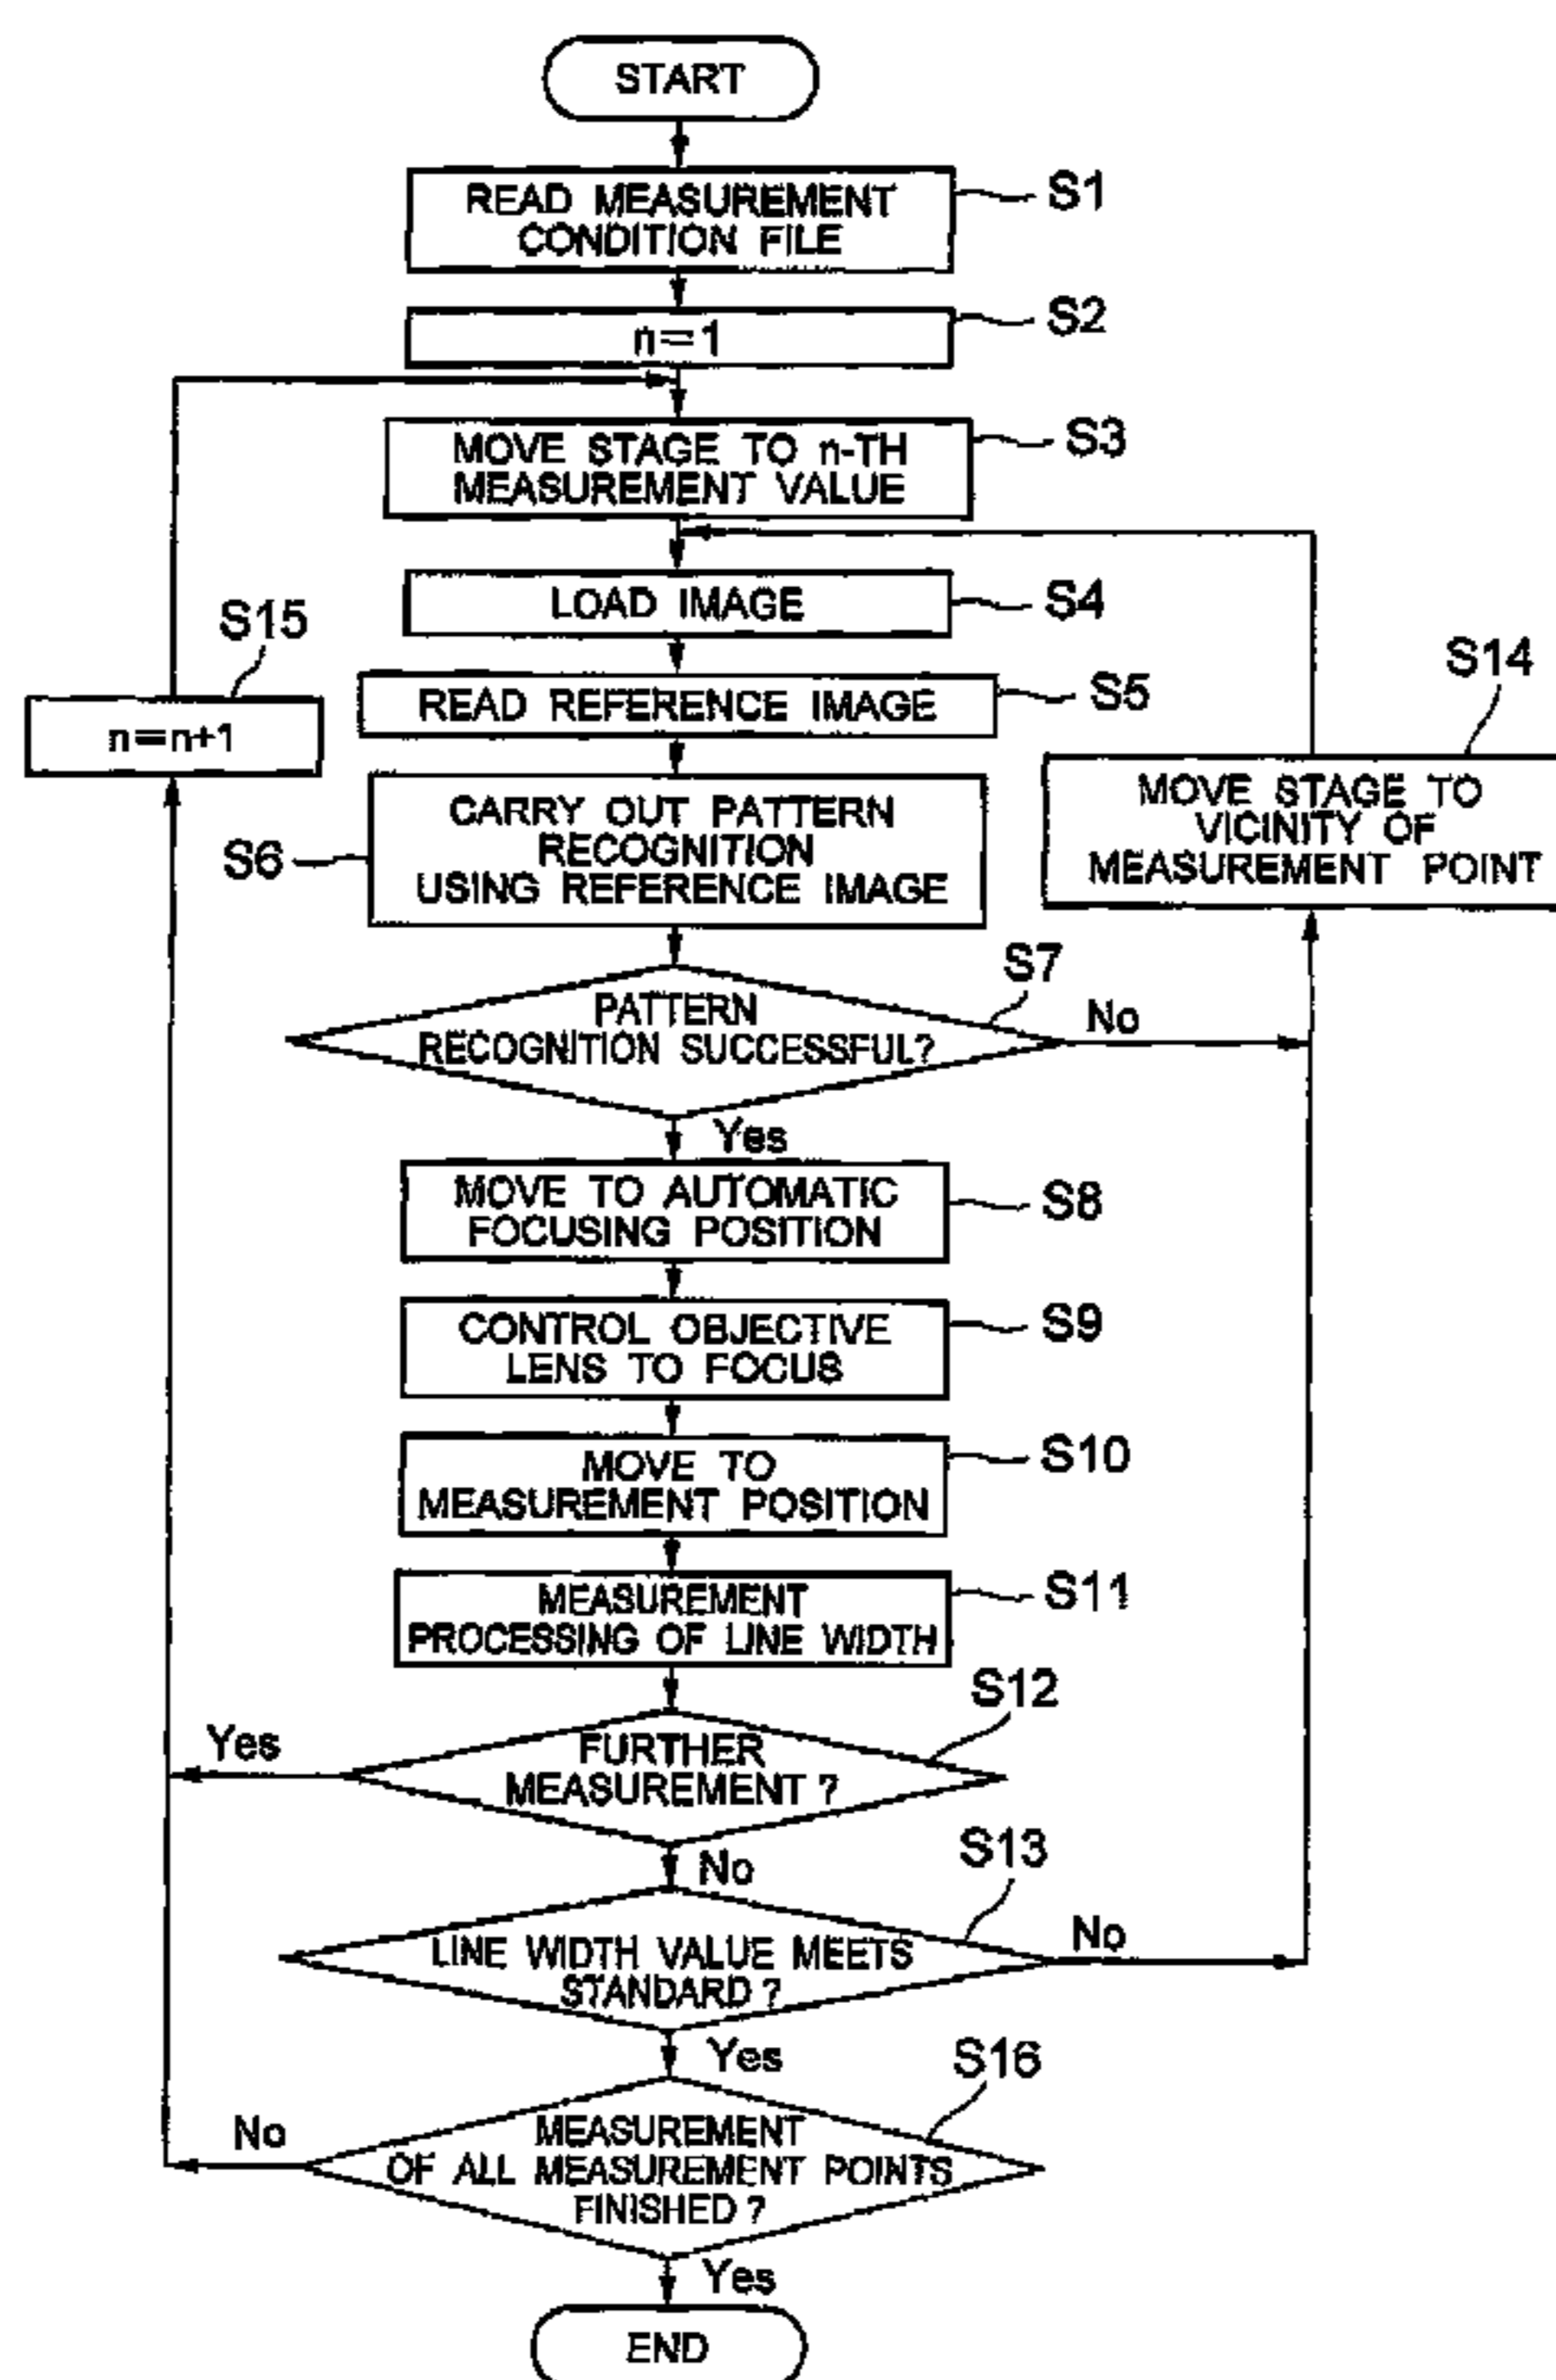 START
READ MEASUREMENT
CONDITION FILE
S1
n=1
S2
MOVE STAGE TO n-TH
MEASUREMENT VALUE
S3
LOAD IMAGE
S4
S15
n=n+1
READ REFERENCE IMAGE
S5
S14
MOVE STAGE TO
VICINITY OF
MEASUREMENT POINT
S6
CARRY OUT PATTERN
RECOGNITION
USING REFERENCE IMAGE
S7
PATTERN
RECOGNITION SUCCESSFUL?
No
Yes
MOVE TO AUTOMATIC
FOCUSING POSITION
S8
CONTROL OBJECTIVE
LENS TO FOCUS
S9
MOVE TO
MEASUREMENT POSITION
S10
MEASUREMENT
PROCESSING OF LINE WIDTH
S11
S12
Yes
FURTHER
MEASUREMENT ?
No
S13
LINE WIDTH VALUE MEETS
STANDARD ?
No
Yes
S16
No
MEASUREMENT
OF ALL MEASUREMENT POINTS
FINISHED ?
Yes
END